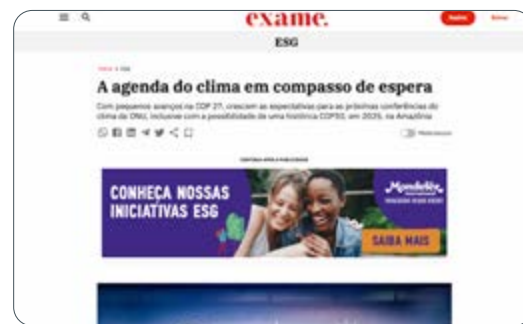 exame.
ESG
A agenda do clima em compasso de espera
Com pequenos avanços na COP 27, crescem as expectativas para as próximas conferências do
clima da ONU, inclusive com a possibilidade de uma histórica COP30, em 2025, na Amazônia
CONHEÇA NOSSAS
INICIATIVAS ESG
Mondelēz
SAIBA MAIS